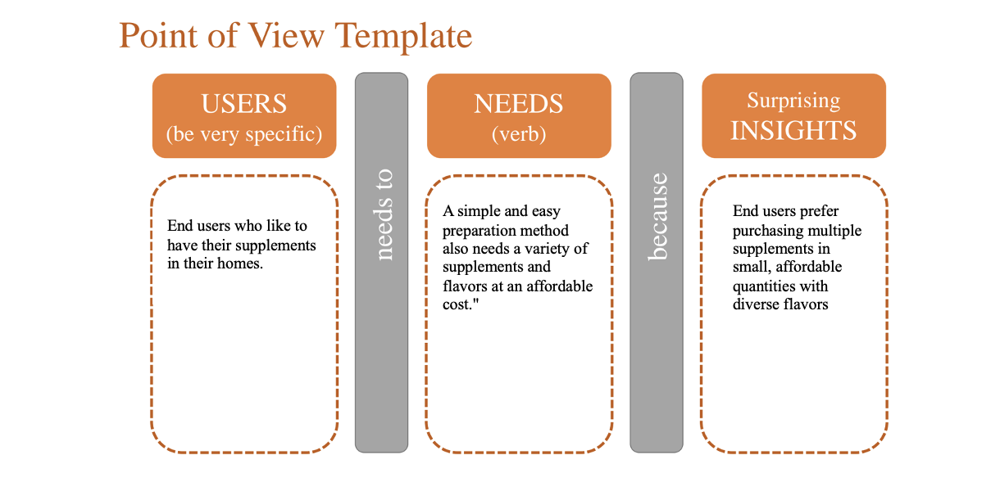 Point of View Template
USERS
(be very specific)
needs to
NEEDS
(verb)
because
Surprising
INSIGHTS
End users who like to
have their supplements
in their homes.
A simple and easy
preparation method
also needs a variety of
supplements and
flavors at an affordable
cost."
End users prefer
purchasing multiple
supplements in
small, affordable
quantities with
diverse flavors